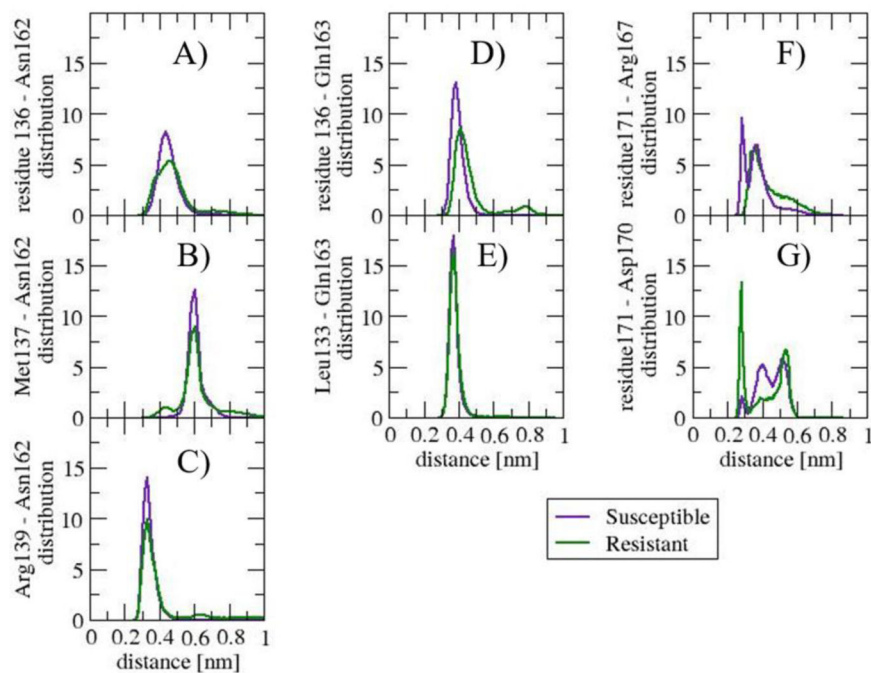 A)
residue 136 - Asn162
distribution
15
10
5
0
B)
Met137 - Asn162
distribution
15
10
5
0
C)
Arg139 - Asn162
distribution
15
10
5
0
0 0.2 0.4 0.6 0.8 1
distance [nm]
D)
residue 136 - Gln163
distribution
15
10
5
0
E)
Leu133 - Gln163
distribution
15
10
5
0
0 0.2 0.4 0.6 0.8 1
distance [nm]
F)
residue171 - Arg167
distribution
15
10
5
0
G)
residue171 - Asp170
distribution
15
10
5
0
0 0.2 0.4 0.6 0.8 1
distance [nm]
Susceptible
Resistant